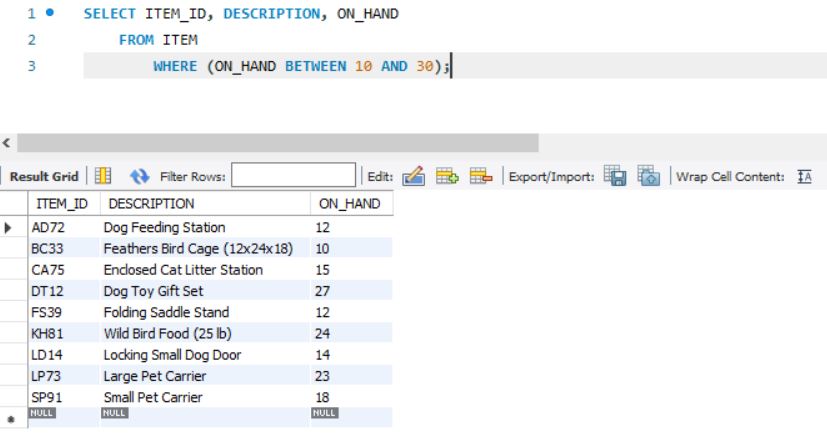 1 SELECT ITEM_ID, DESCRIPTION, ON_HAND
2 FROM ITEM
3 WHERE (ON_HAND BETWEEN 10 AND 30);
Result Grid Filter Rows: Edit: Export/Import: Wrap Cell Content: IA
ITEM_ID DESCRIPTION ON_HAND
AD72 Dog Feeding Station 12
BC33 Feathers Bird Cage (12x24x18) 10
CA75 Enclosed Cat Litter Station 15
DT12 Dog Toy Gift Set 27
FS39 Folding Saddle Stand 12
KH81 Wild Bird Food (25 lb) 24
LD14 Locking Small Dog Door 14
LP73 Large Pet Carrier 23
SP91 Small Pet Carrier 18
NULL NULL NULL